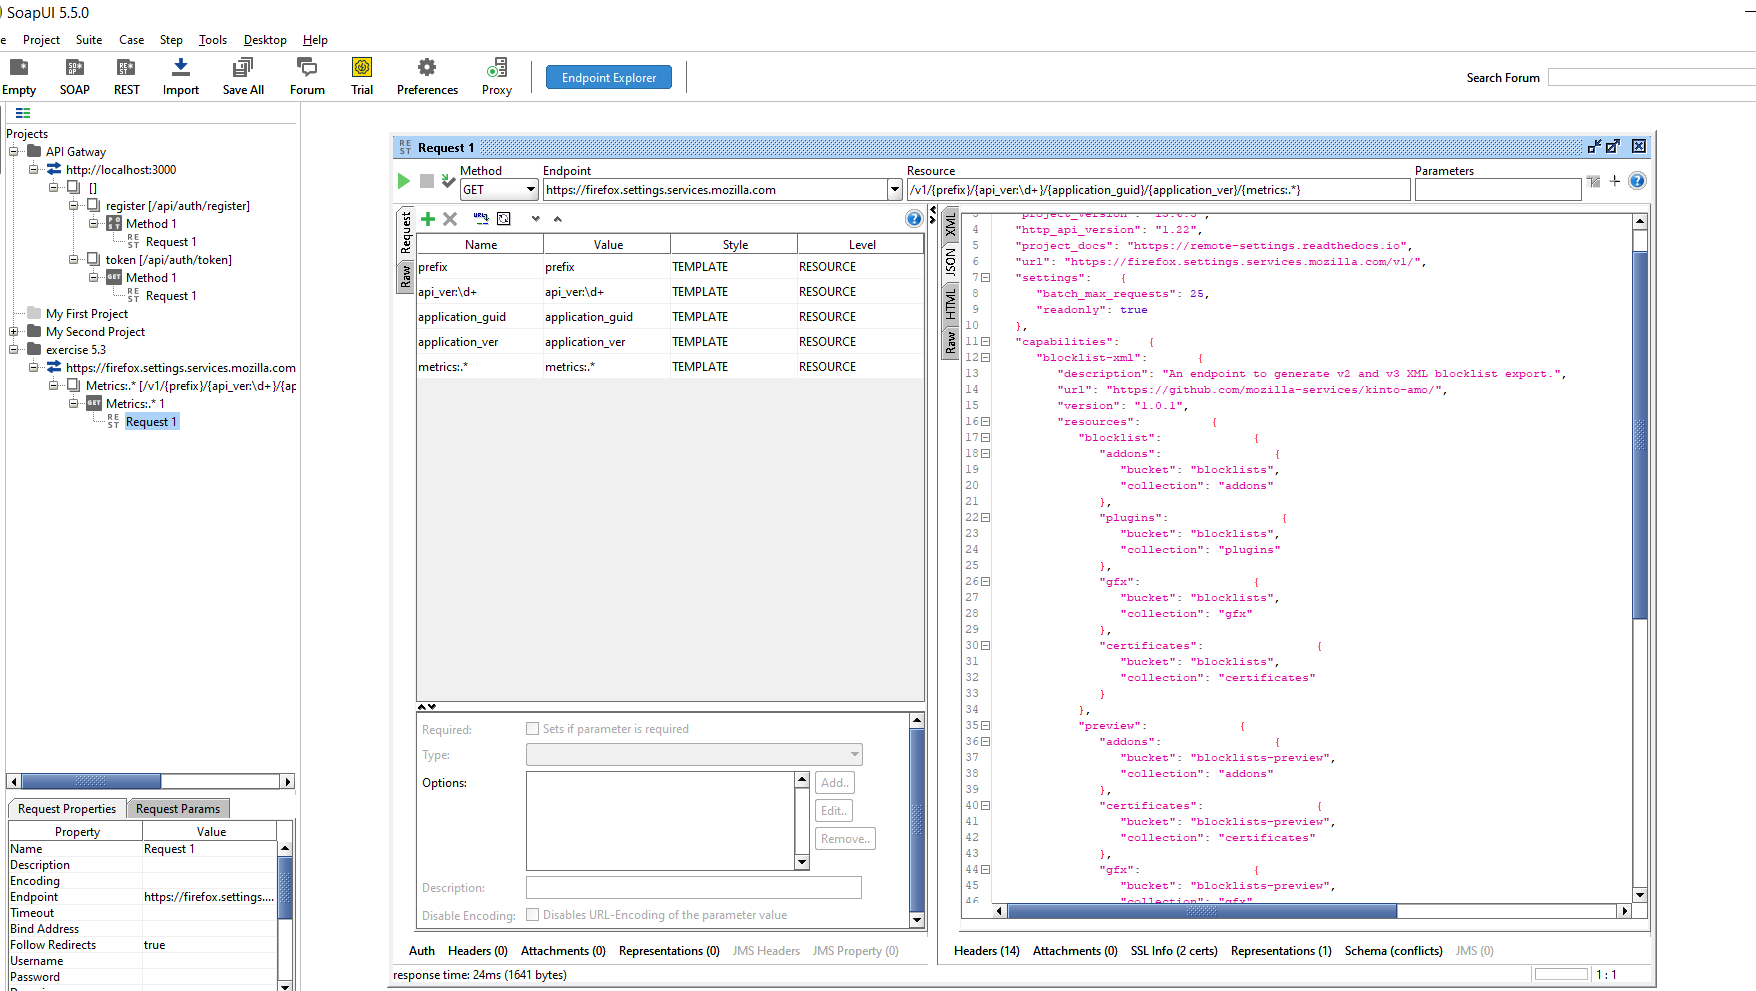 SoapUI 5.5.0
e Project Suite Case Step Tools Desktop Help
Empty SOAP REST Import Save All Forum Trial Preferences Proxy Endpoint Explorer Search Forum
Projects
API Gatway
http://localhost:3000
[]
register [/api/auth/register]
Method 1
REST Request 1
token [/api/auth/token]
GET Method 1
REST Request 1
My First Project
My Second Project
exercise 5.3
https://firefox.settings.services.mozilla.com
Metrics:.* [/v1/{prefix}/{api_ver:\d+}/{ap
GET Metrics:.* 1
REST Request 1
Request Properties Request Params
Property Value
Name Request 1
Description
Encoding
Endpoint https://firefox.settings....
Timeout
Bind Address
Follow Redirects true
Username
Password
REST Request 1
Method Endpoint Resource Parameters
GET https://firefox.settings.services.mozilla.com /v1/{prefix}/{api_ver:\d+}/{application_guid}/{application_ver}/{metrics:.*}
Request
Raw
Name Value Style Level
prefix prefix TEMPLATE RESOURCE
api_ver:\d+ api_ver:\d+ TEMPLATE RESOURCE
application_guid application_guid TEMPLATE RESOURCE
application_ver application_ver TEMPLATE RESOURCE
metrics:.* metrics:.* TEMPLATE RESOURCE
Required: Sets if parameter is required
Type:
Options: Add.. Edit.. Remove..
Description:
Disable Encoding: Disables URL-Encoding of the parameter value
Auth Headers (0) Attachments (0) Representations (0) JMS Headers JMS Property (0)
response time: 24ms (1641 bytes)
XML
JSON
HTML
Raw
4 "http_api_version": "1.22",
5 "project_docs": "https://remote-settings.readthedocs.io",
6 "url": "https://firefox.settings.services.mozilla.com/v1/",
7 "settings": {
8 "batch_max_requests": 25,
9 "readonly": true
10 },
11 "capabilities": {
12 "blocklist-xml": {
13 "description": "An endpoint to generate v2 and v3 XML blocklist export.",
14 "url": "https://github.com/mozilla-services/kinto-amo/",
15 "version": "1.0.1",
16 "resources": {
17 "blocklist": {
18 "addons": {
19 "bucket": "blocklists",
20 "collection": "addons"
21 },
22 "plugins": {
23 "bucket": "blocklists",
24 "collection": "plugins"
25 },
26 "gfx": {
27 "bucket": "blocklists",
28 "collection": "gfx"
29 },
30 "certificates": {
31 "bucket": "blocklists",
32 "collection": "certificates"
33 }
34 },
35 "preview": {
36 "addons": {
37 "bucket": "blocklists-preview",
38 "collection": "addons"
39 },
40 "certificates": {
41 "bucket": "blocklists-preview",
42 "collection": "certificates"
43 },
44 "gfx": {
45 "bucket": "blocklists-preview",
46 "collection": "gfx"
Headers (14) Attachments (0) SSL Info (2 certs) Representations (1) Schema (conflicts) JMS (0)
1 : 1